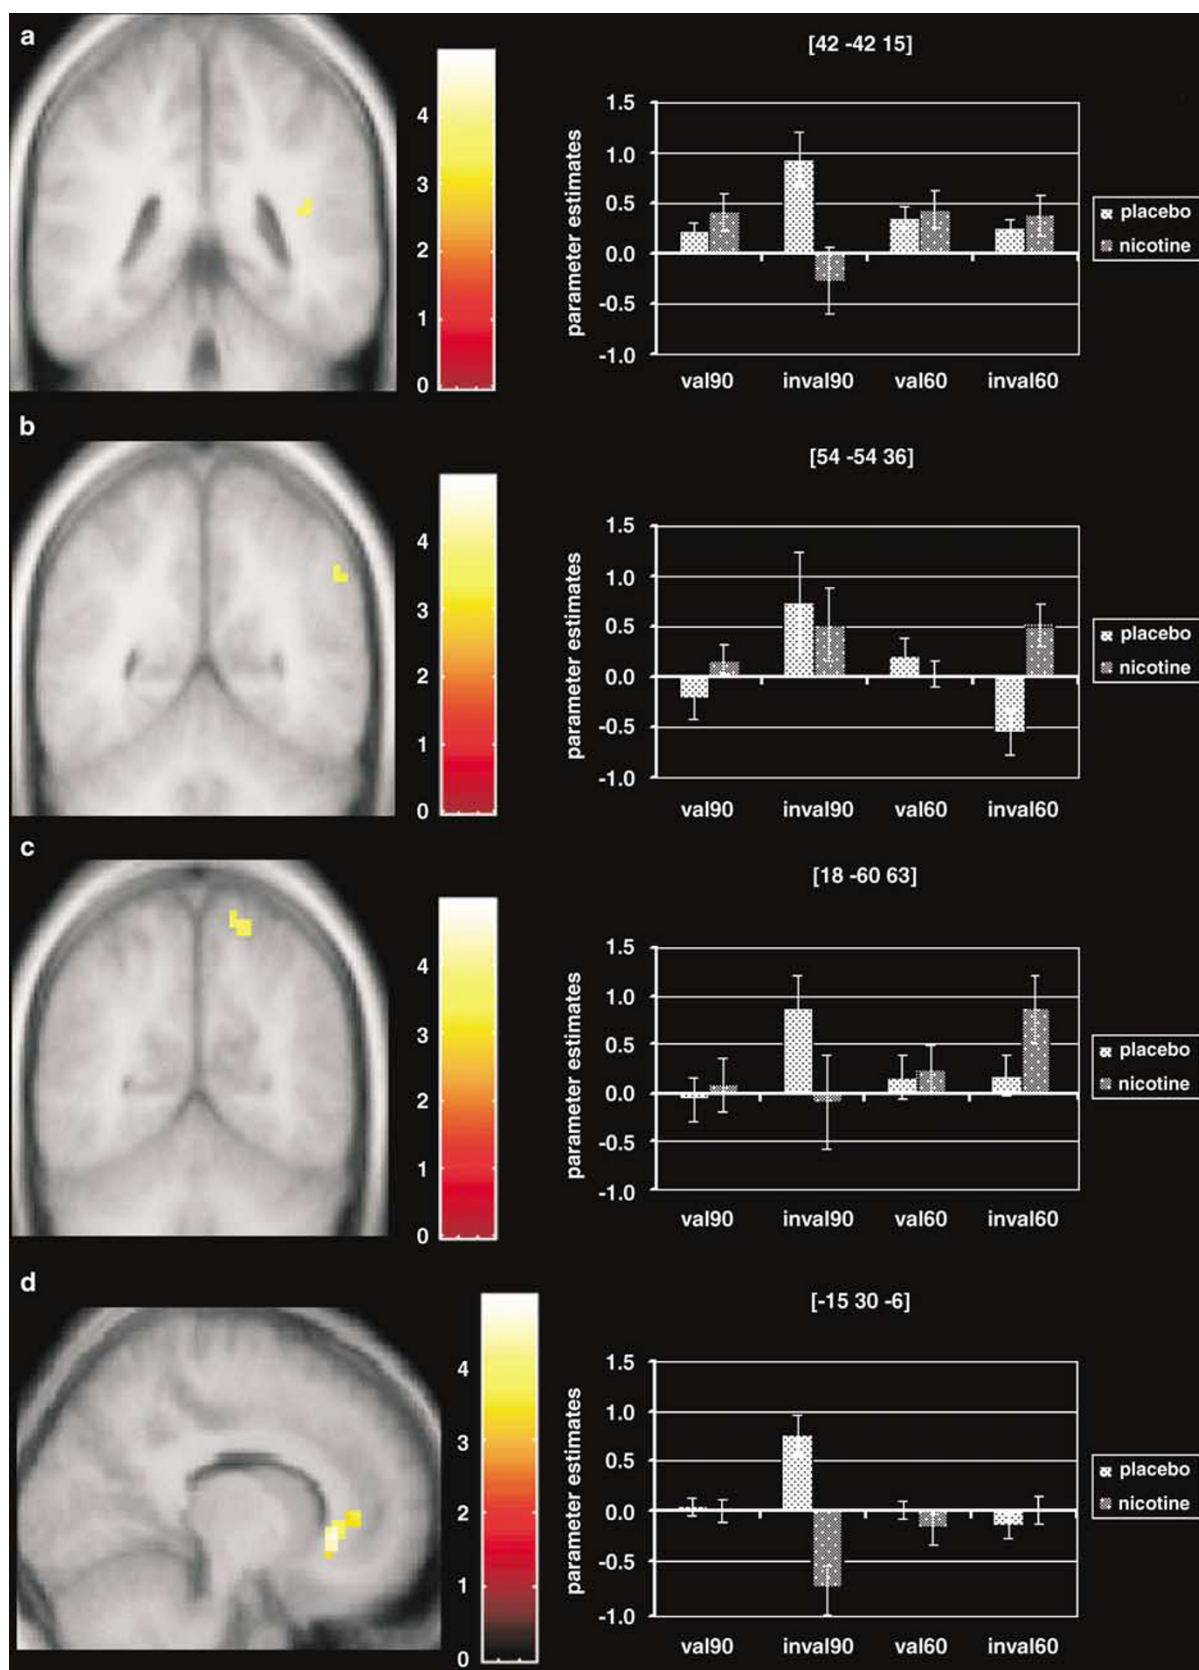 a
4
3
2
1
0
[42 -42 15]
parameter estimates
1.5
1.0
0.5
0.0
-0.5
-1.0
val90 inval90 val60 inval60
placebo
nicotine
b
4
3
2
1
0
[54 -54 36]
parameter estimates
1.5
1.0
0.5
0.0
-0.5
-1.0
val90 inval90 val60 inval60
placebo
nicotine
c
4
3
2
1
0
[18 -60 63]
parameter estimates
1.5
1.0
0.5
0.0
-0.5
-1.0
val90 inval90 val60 inval60
placebo
nicotine
d
4
3
2
1
0
[-15 30 -6]
parameter estimates
1.5
1.0
0.5
0.0
-0.5
-1.0
val90 inval90 val60 inval60
placebo
nicotine